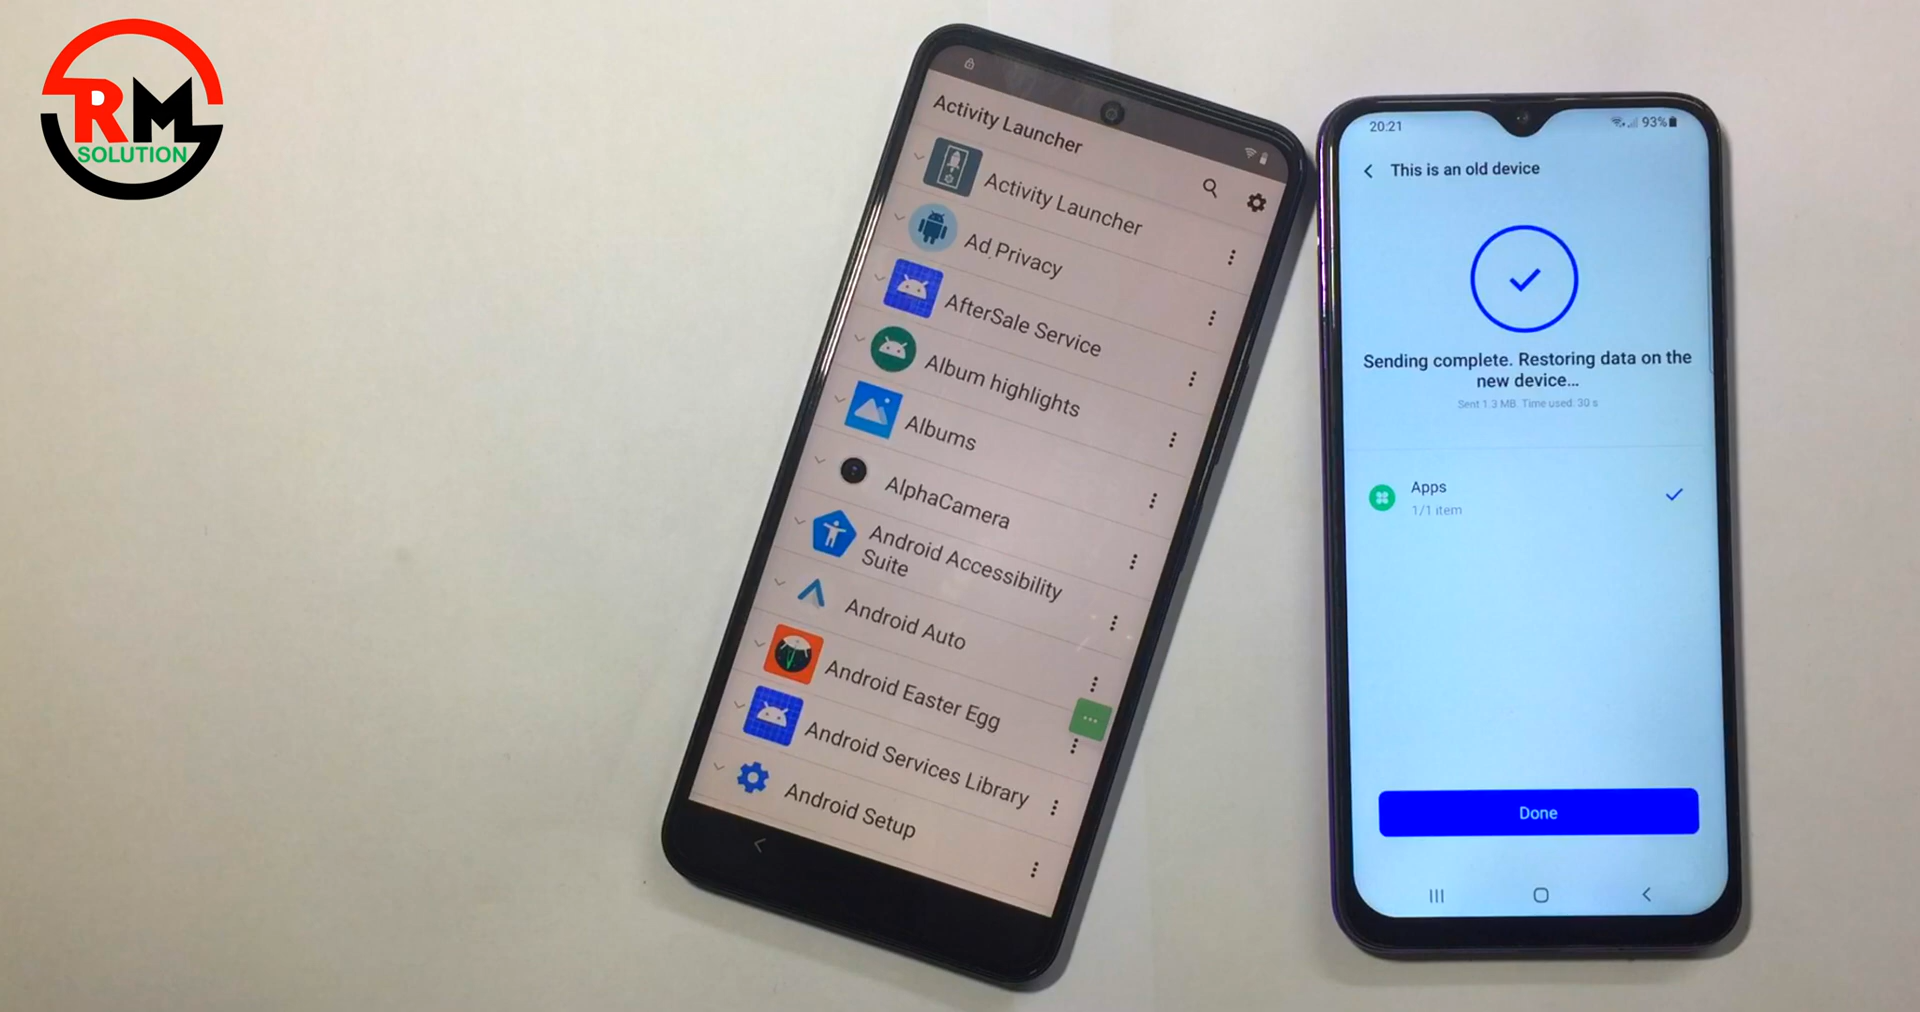 RM
SOLUTION
Activity Launcher
Activity Launcher
Ad Privacy
AfterSale Service
Album highlights
Albums
AlphaCamera
Android Accessibility
Suite
Android Auto
Android Easter Egg
Android Services Library
Android Setup
20:21
93%
This is an old device
Sending complete. Restoring data on the
new device...
Sent 1.3 MB. Time used: 30 s
Apps
1/1 item
Done